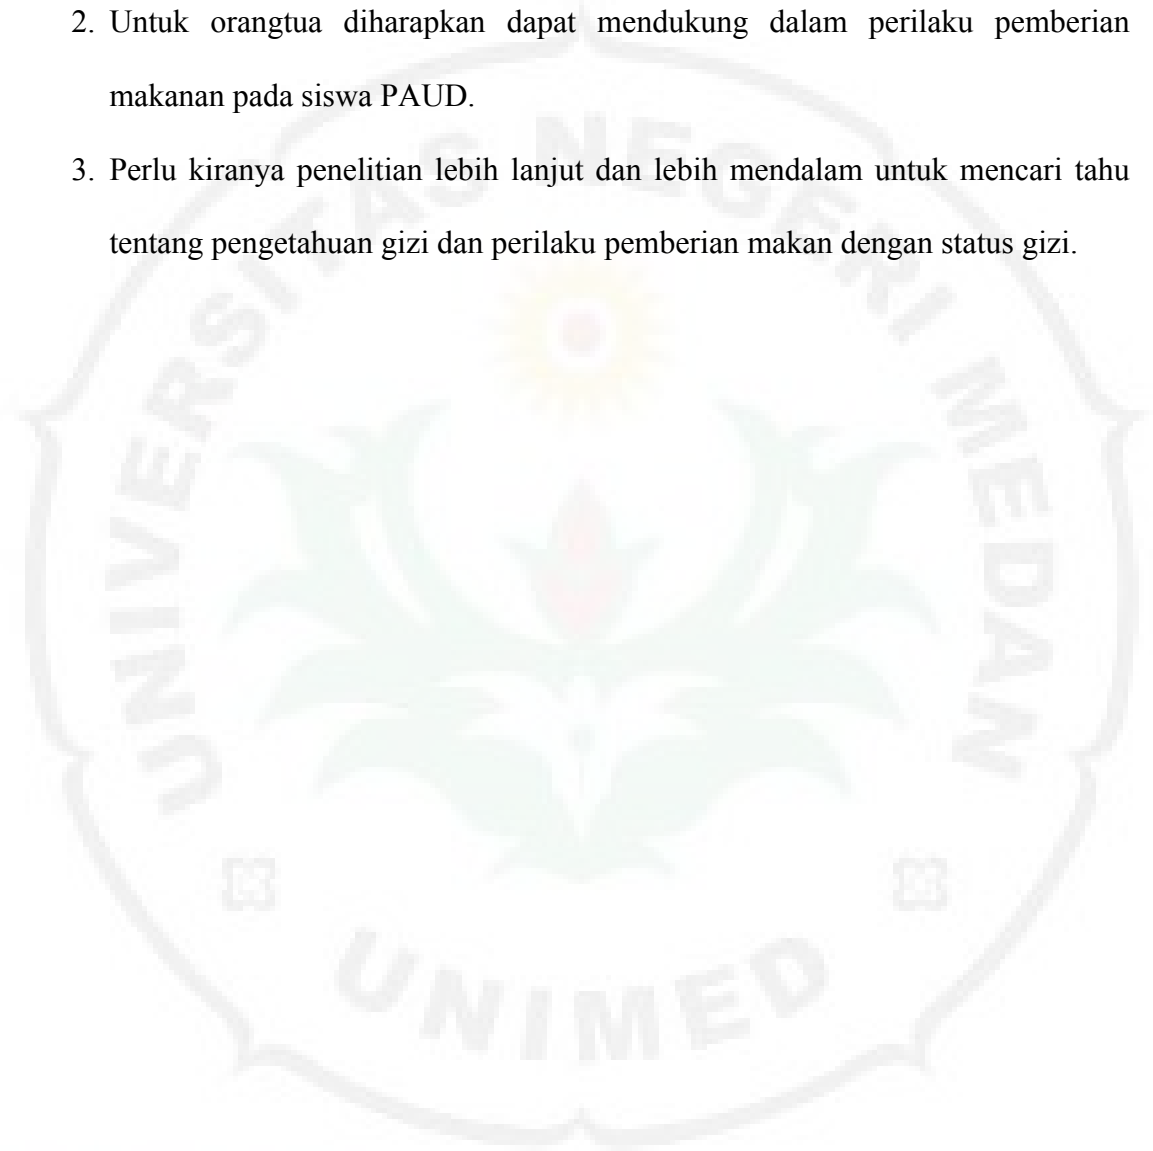 2. Untuk orangtua diharapkan dapat mendukung dalam perilaku pemberian
makanan pada siswa PAUD.
3. Perlu kiranya penelitian lebih lanjut dan lebih mendalam untuk mencari tahu
tentang pengetahuan gizi dan perilaku pemberian makan dengan status gizi.
UNIVERSITAS NEGERI MEDAN
UNIMED